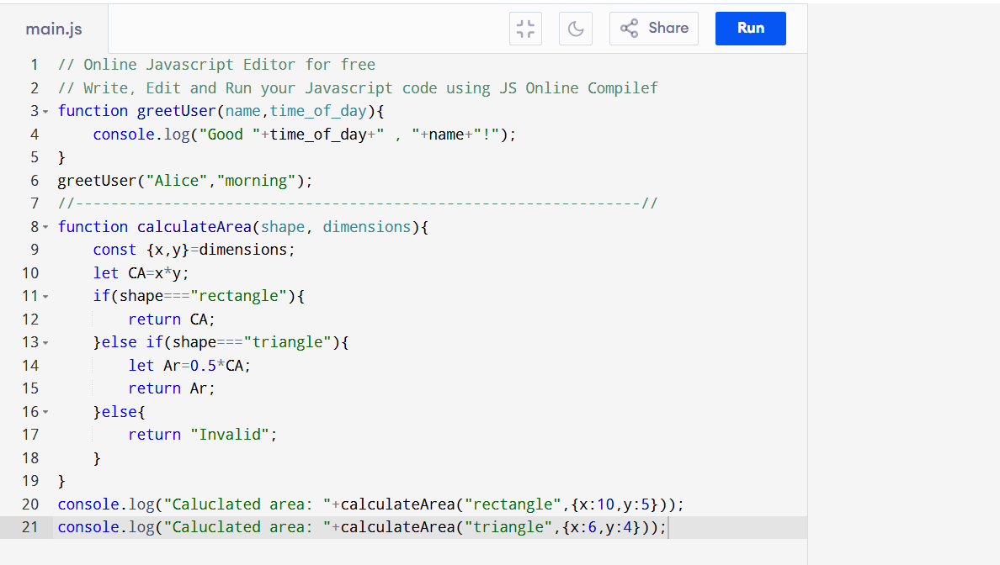 main.js
Share
Run
1 // Online Javascript Editor for free
2 // Write, Edit and Run your Javascript code using JS Online Compilef
3 function greetUser(name,time_of_day){
4     console.log("Good "+time_of_day+" , "+name+"!");
5 }
6 greetUser("Alice","morning");
7 //----------------------------------------------------------------//
8 function calculateArea(shape, dimensions){
9     const {x,y}=dimensions;
10     let CA=x*y;
11     if(shape==="rectangle"){
12         return CA;
13     }else if(shape==="triangle"){
14         let Ar=0.5*CA;
15         return Ar;
16     }else{
17         return "Invalid";
18     }
19 }
20 console.log("Caluclated area: "+calculateArea("rectangle",{x:10,y:5}));
21 console.log("Caluclated area: "+calculateArea("triangle",{x:6,y:4}));